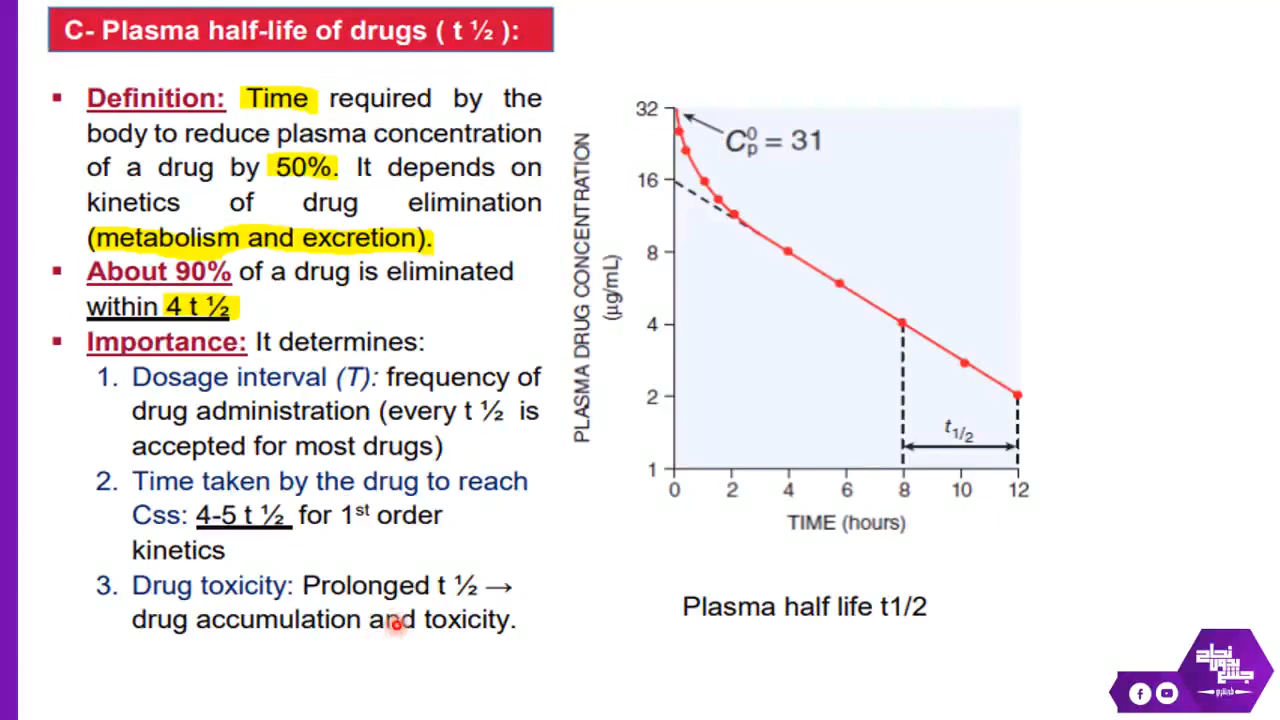 C- Plasma half-life of drugs ( t ½ ):
▪ Definition: Time required by the
body to reduce plasma concentration
of a drug by 50%. It depends on
kinetics of drug elimination
(metabolism and excretion).
▪ About 90% of a drug is eliminated
within 4 t ½
▪ Importance: It determines:
1. Dosage interval (T): frequency of
drug administration (every t ½ is
accepted for most drugs)
2. Time taken by the drug to reach
Css: 4-5 t ½ for 1st order
kinetics
3. Drug toxicity: Prolonged t ½ →
drug accumulation and toxicity.
PLASMA DRUG CONCENTRATION
(μg/mL)
32
16
8
4
2
1
C⁰p = 31
t1/2
0 2 4 6 8 10 12
TIME (hours)
Plasma half life t1/2
نجاح
بدون